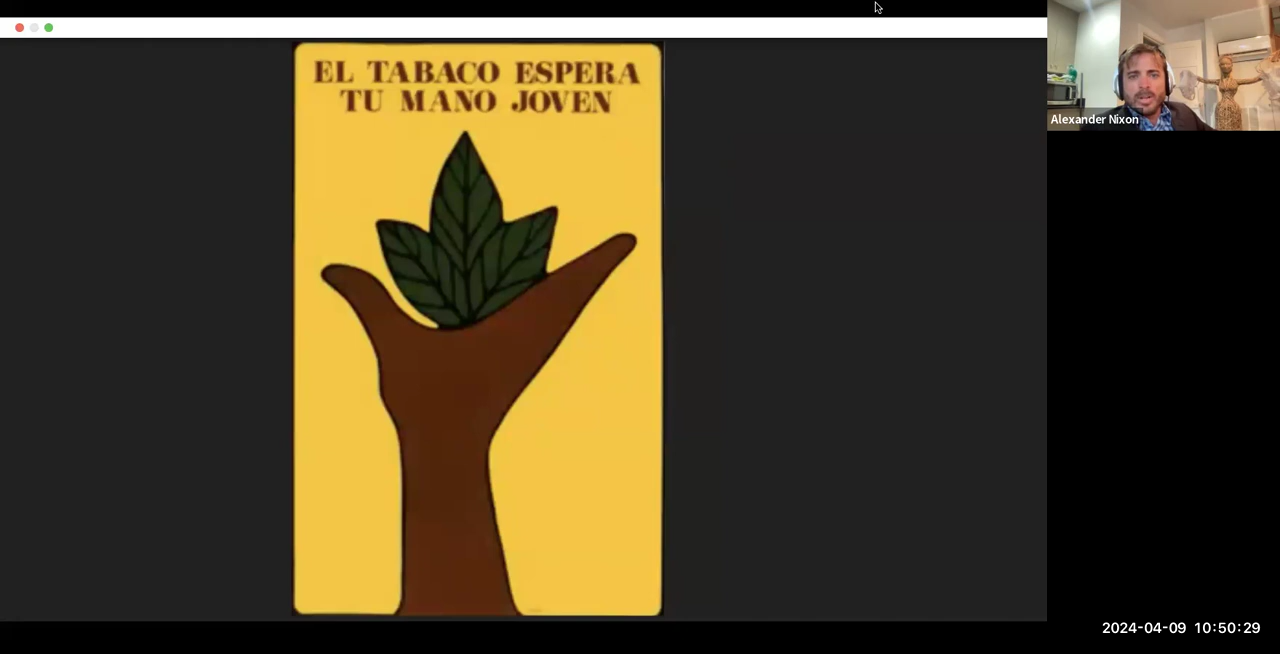 EL TABACO ESPERA
TU MANO JOVEN
Alexander Nixon
2024-04-09 10:50:29